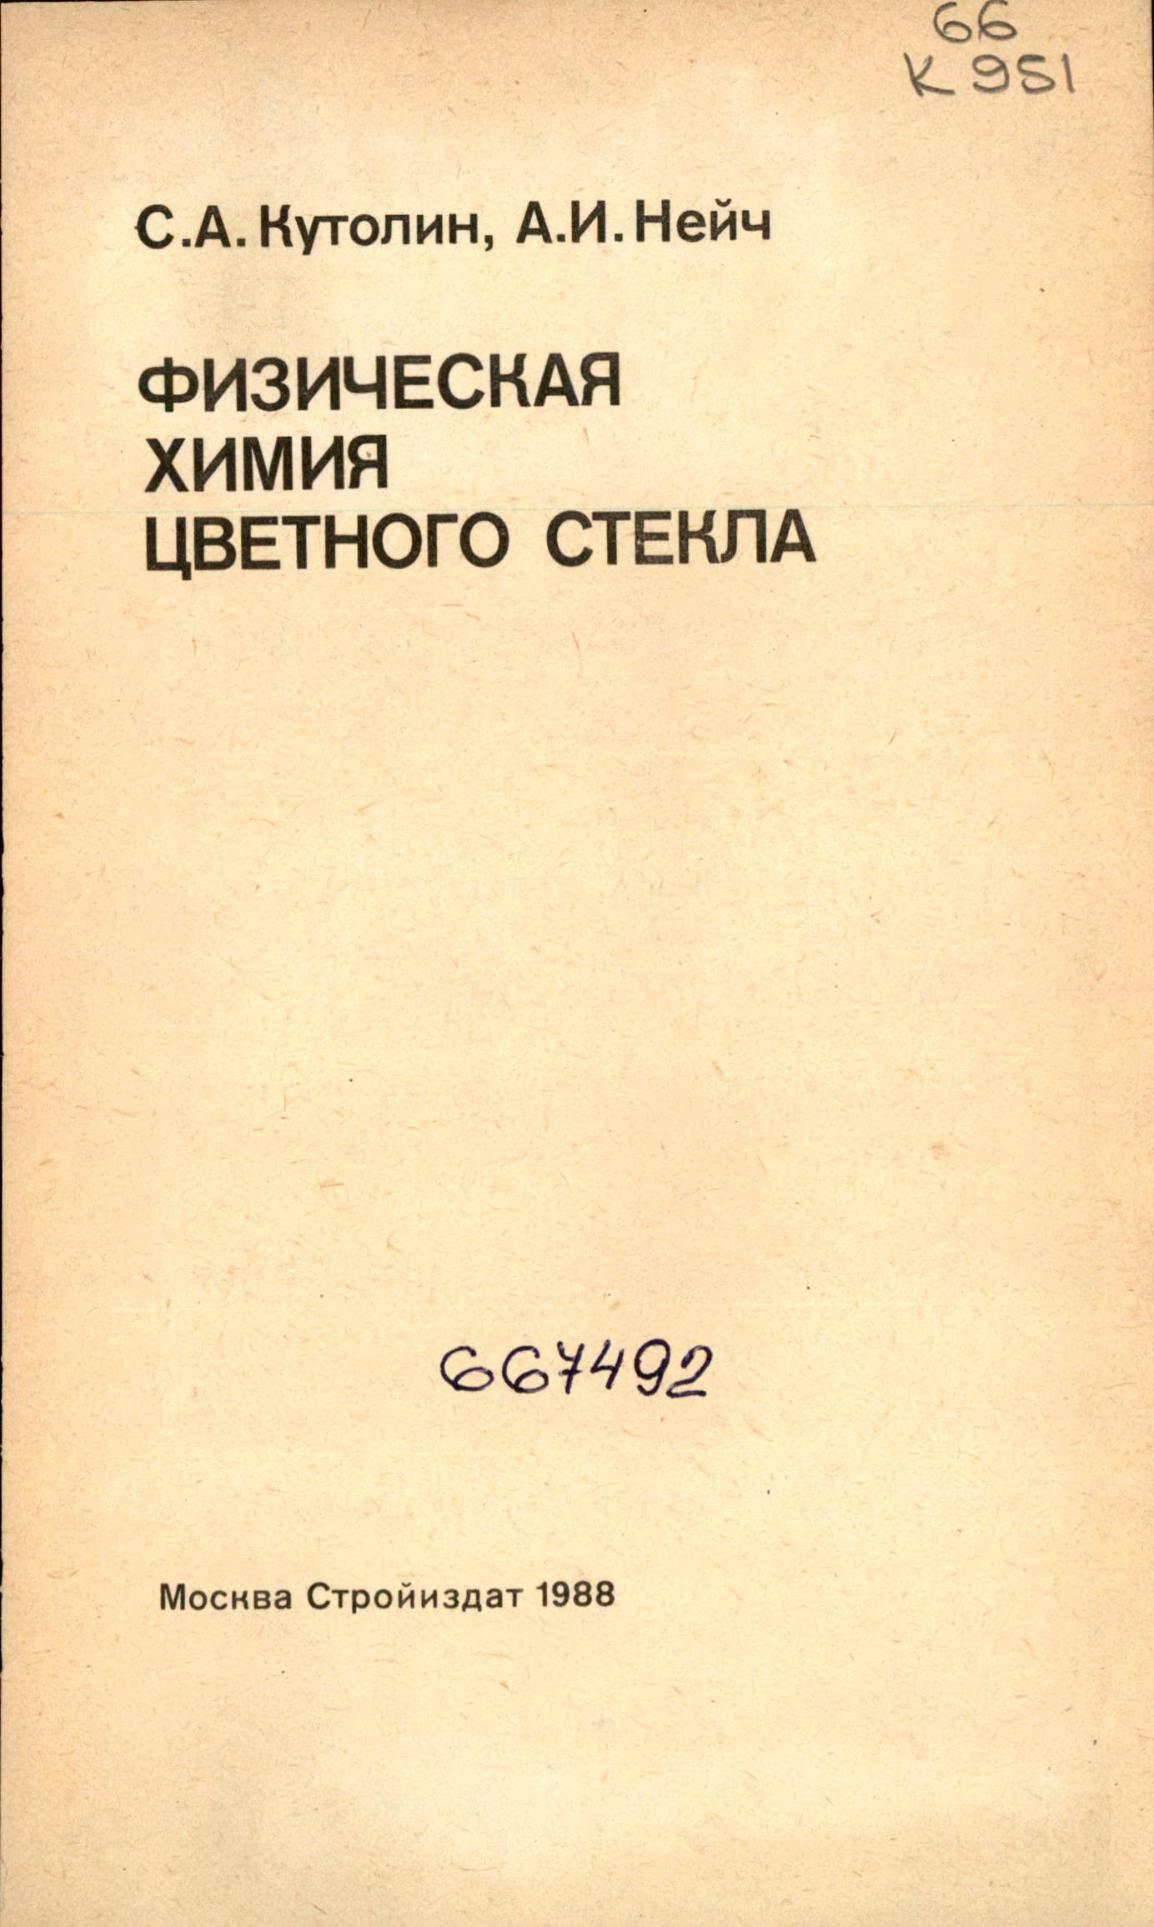 66
К 951
С.А. Кутолин, А.И. Нейч
ФИЗИЧЕСКАЯ
ХИМИЯ
ЦВЕТНОГО СТЕКЛА
667492
Москва Стройиздат 1988